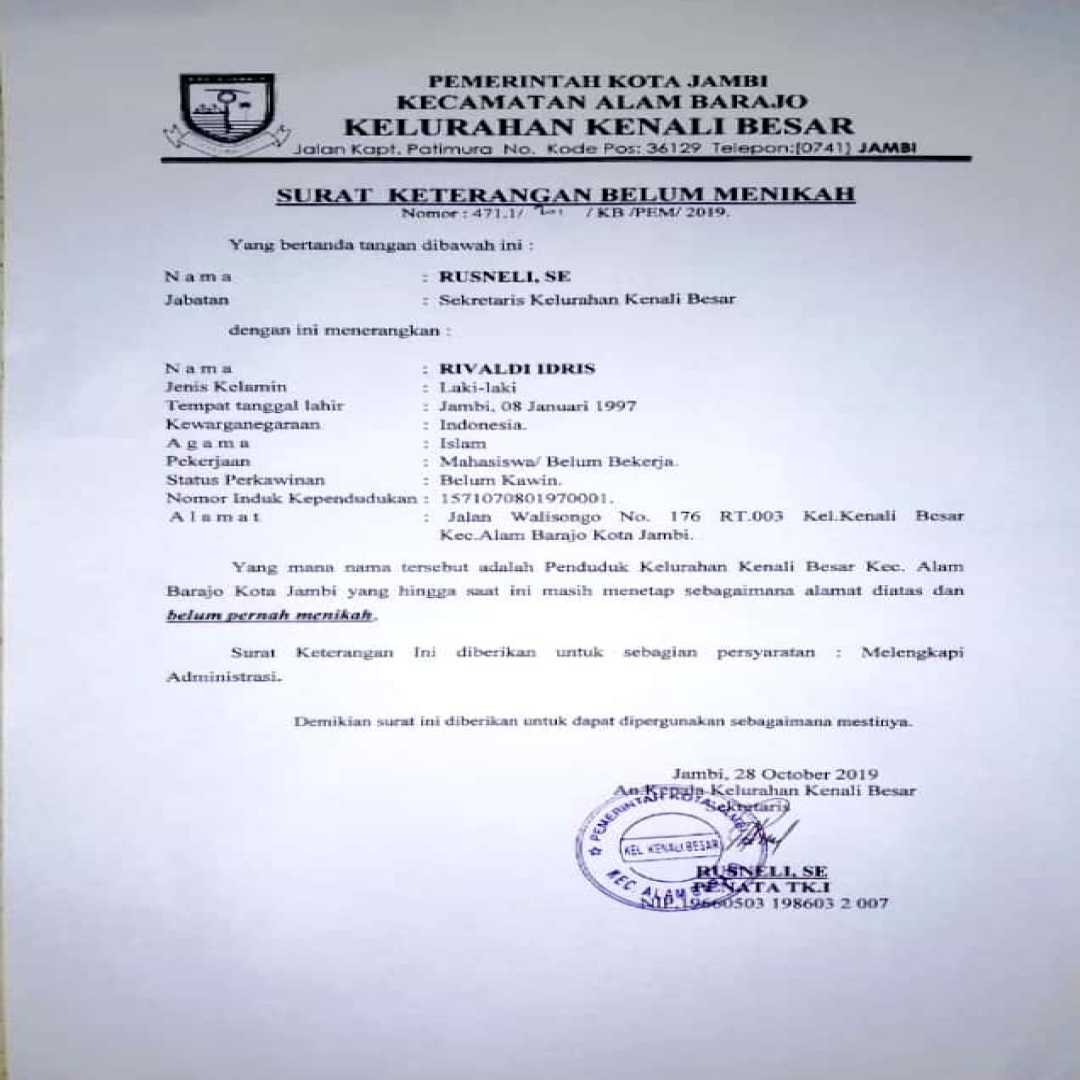 PEMERINTAH KOTA JAMBI
KECAMATAN ALAM BARAJO
KELURAHAN KENALI BESAR
Jalan Kapt. Patimura No. Kode Pos: 36129 Telepon:(0741) JAMBI
SURAT KETERANGAN BELUM MENIKAH
Nomor : 471.1/ / KB /PEM/ 2019.
Yang bertanda tangan dibawah ini :
N a m a : RUSNELI, SE
Jabatan : Sekretaris Kelurahan Kenali Besar
dengan ini menerangkan :
N a m a : RIVALDI IDRIS
Jenis Kelamin : Laki-laki
Tempat tanggal lahir : Jambi, 08 Januari 1997
Kewarganegaraan : Indonesia.
A g a m a : Islam
Pekerjaan : Mahasiswa/ Belum Bekerja.
Status Perkawinan : Belum Kawin.
Nomor Induk Kependudukan : 1571070801970001.
A l a m a t : Jalan Walisongo No. 176 RT.003 Kel.Kenali Besar
Kec.Alam Barajo Kota Jambi.
Yang mana nama tersebut adalah Penduduk Kelurahan Kenali Besar Kec. Alam
Barajo Kota Jambi yang hingga saat ini masih menetap sebagaimana alamat diatas dan
belum pernah menikah.
Surat Keterangan Ini diberikan untuk sebagian persyaratan : Melengkapi
Administrasi.
Demikian surat ini diberikan untuk dapat dipergunakan sebagaimana mestinya.
Jambi, 28 October 2019
An Kepala Kelurahan Kenali Besar
Sekretaris
PEMERINTAH KOTA JAMBI
KEL. KENALI BESAR
KEC. ALAM
RUSNELI, SE
PENATA TK.I
NIP.19660503 198603 2 007